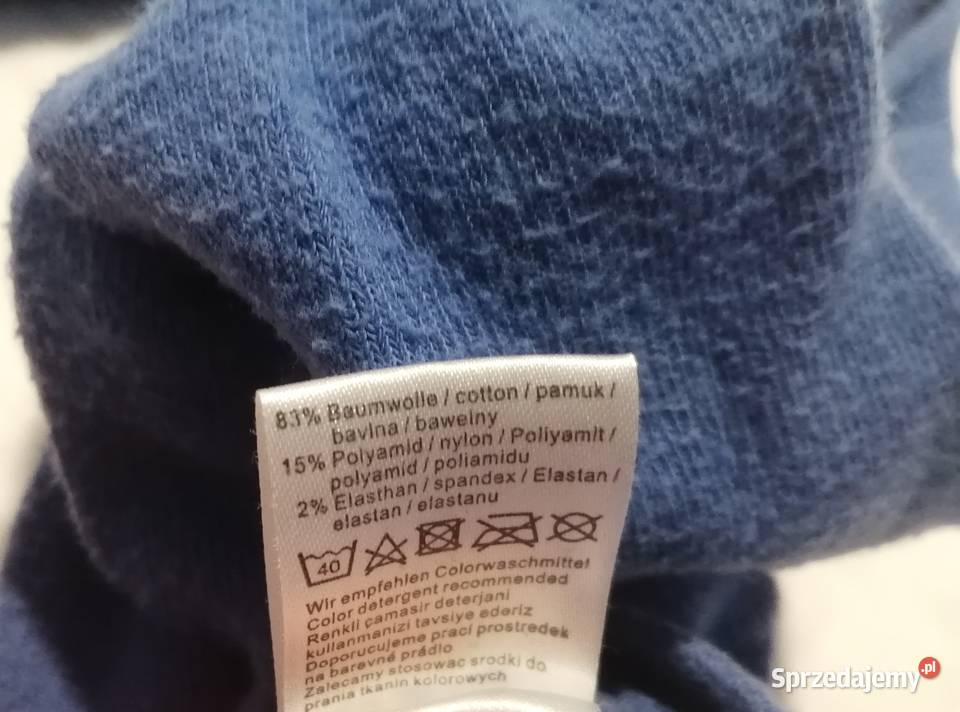 83% Baumwolle / cotton / pamuk /
bavlna / bawełny
15% Polyamid / nylon / Poliyamit /
polyamid / poliamidu
2% Elasthan / spandex / Elastan /
elastan / elastanu
40
Wir empfehlen Colorwaschmittel
Color detergent recommended
Renkli çamasir deterjani
kullanmanizi tavsiye ederiz
Doporucujeme prací prostredek
na barevné prádlo
Zalecamy stosowac srodki do
prania tkanin kolorowych
Sprzedajemy.pl